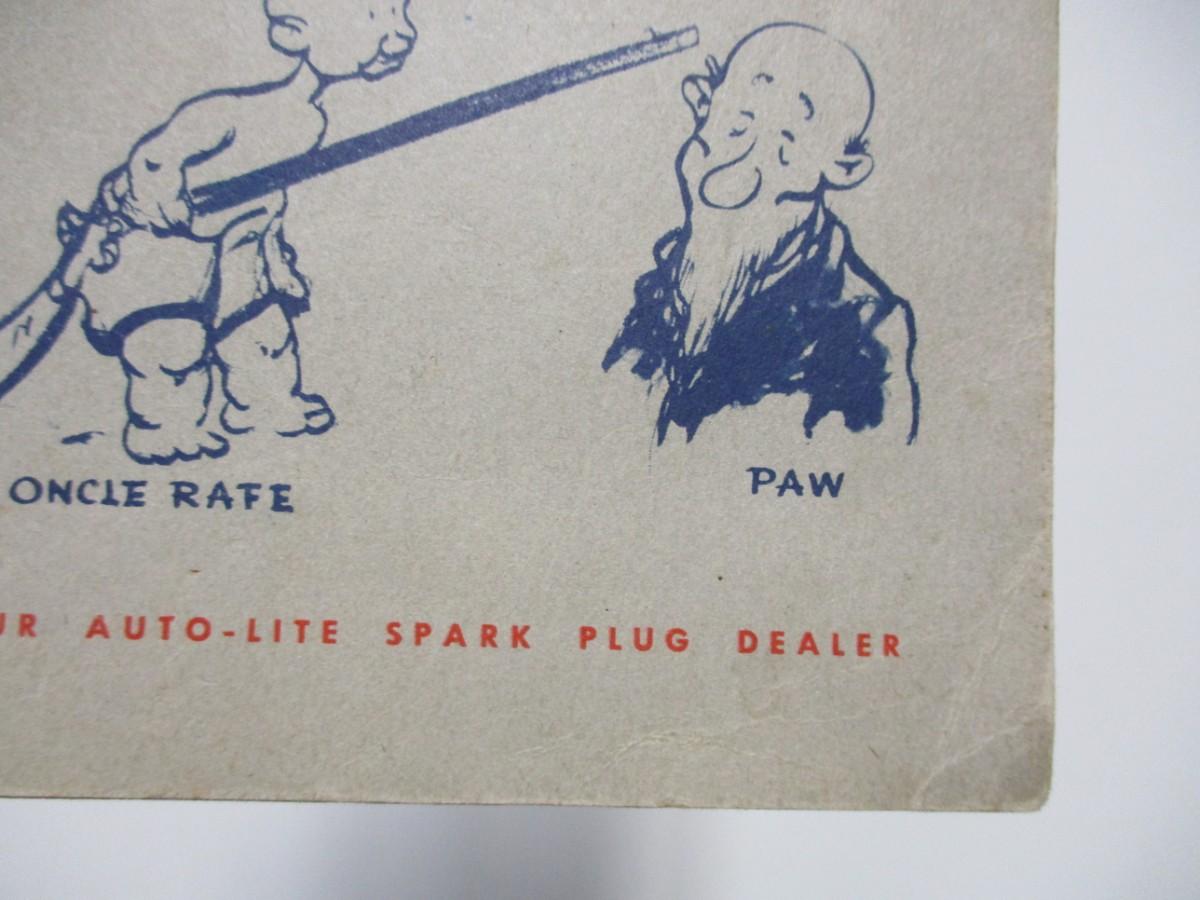 ONCLE RAFE
PAW
UR AUTO-LITE SPARK PLUG DEALER